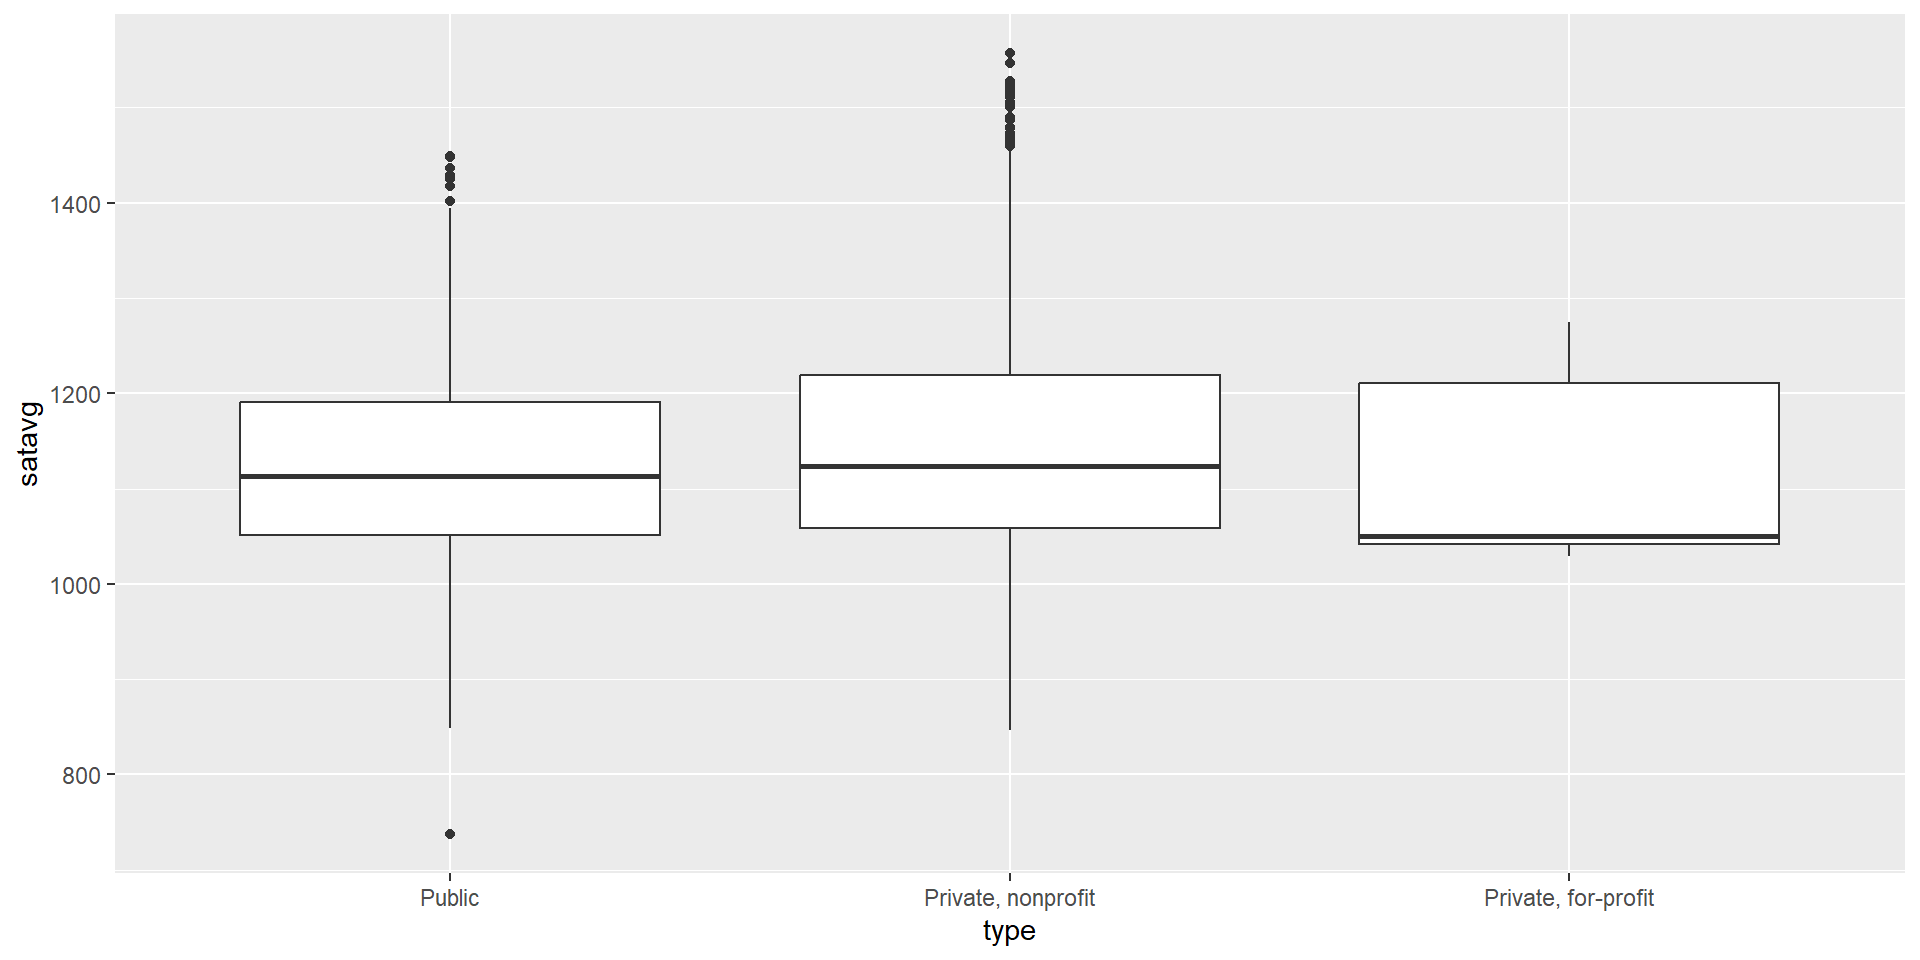 satavg
1400
1200
1000
800
Public
Private, nonprofit
Private, for-profit
type